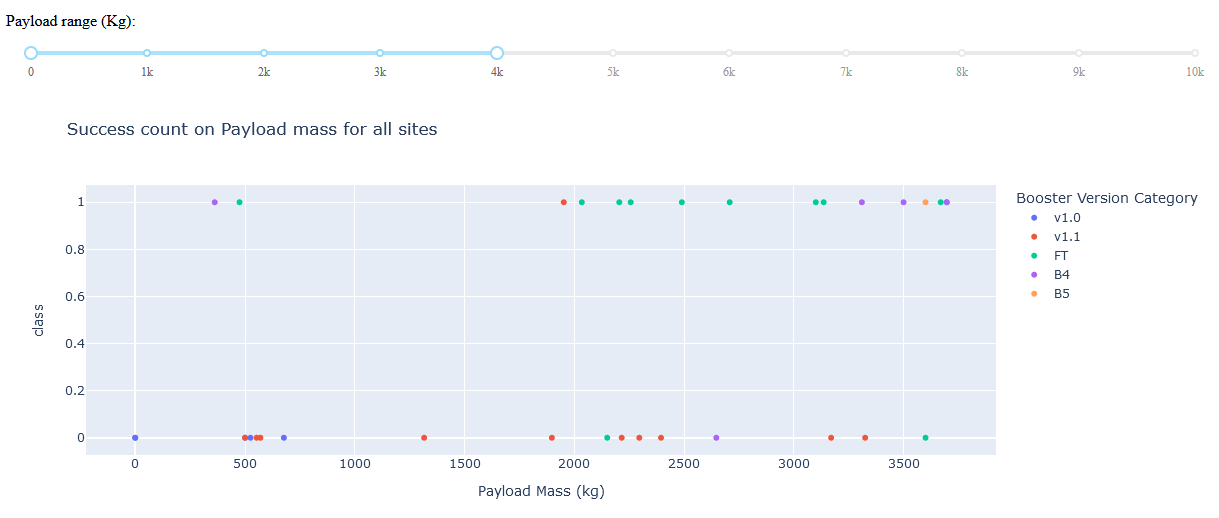 Payload range (Kg):
0 1k 2k 3k 4k 5k 6k 7k 8k 9k 10k
Success count on Payload mass for all sites
Booster Version Category
v1.0
v1.1
FT
B4
B5
class
1
0.8
0.6
0.4
0.2
0
0 500 1000 1500 2000 2500 3000 3500
Payload Mass (kg)